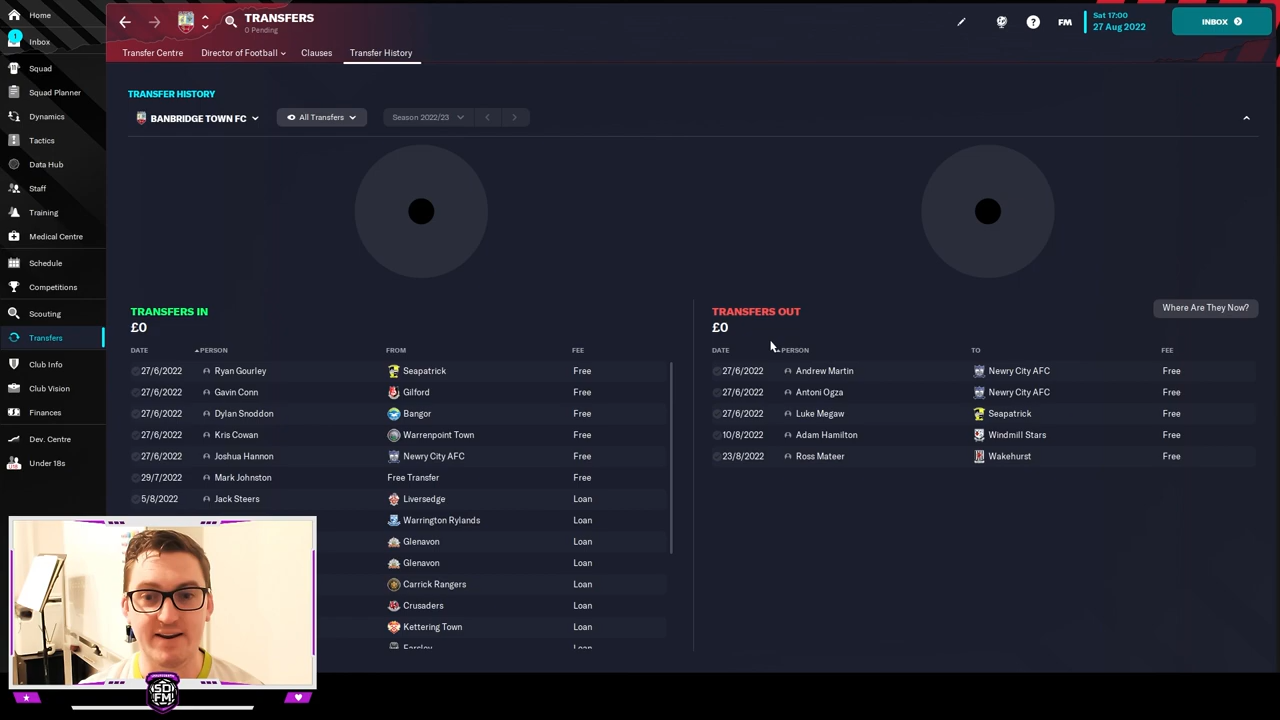 Home
TRANSFERS
0 Pending
FM
Sat 17:00
27 Aug 2022
INBOX
1
Inbox
Squad
Squad Planner
Dynamics
Tactics
Data Hub
Staff
Training
Medical Centre
Schedule
Competitions
Scouting
Transfers
Club Info
Club Vision
Finances
Dev. Centre
Under 18s
Transfer Centre Director of Football Clauses Transfer History
TRANSFER HISTORY
BANBRIDGE TOWN FC All Transfers Season 2022/23
TRANSFERS IN
£0
DATE PERSON FROM FEE
27/6/2022 Ryan Gourley Seapatrick Free
27/6/2022 Gavin Conn Gilford Free
27/6/2022 Dylan Snoddon Bangor Free
27/6/2022 Kris Cowan Warrenpoint Town Free
27/6/2022 Joshua Hannon Newry City AFC Free
29/7/2022 Mark Johnston Free Transfer Free
5/8/2022 Jack Steers Liversedge Loan
Warrington Rylands Loan
Glenavon Loan
Glenavon Loan
Carrick Rangers Loan
Crusaders Loan
Kettering Town Loan
Farsley Loan
TRANSFERS OUT
£0
Where Are They Now?
DATE PERSON TO FEE
27/6/2022 Andrew Martin Newry City AFC Free
27/6/2022 Antoni Ogza Newry City AFC Free
27/6/2022 Luke Megaw Seapatrick Free
10/8/2022 Adam Hamilton Windmill Stars Free
23/8/2022 Ross Mateer Wakehurst Free
SD
FM